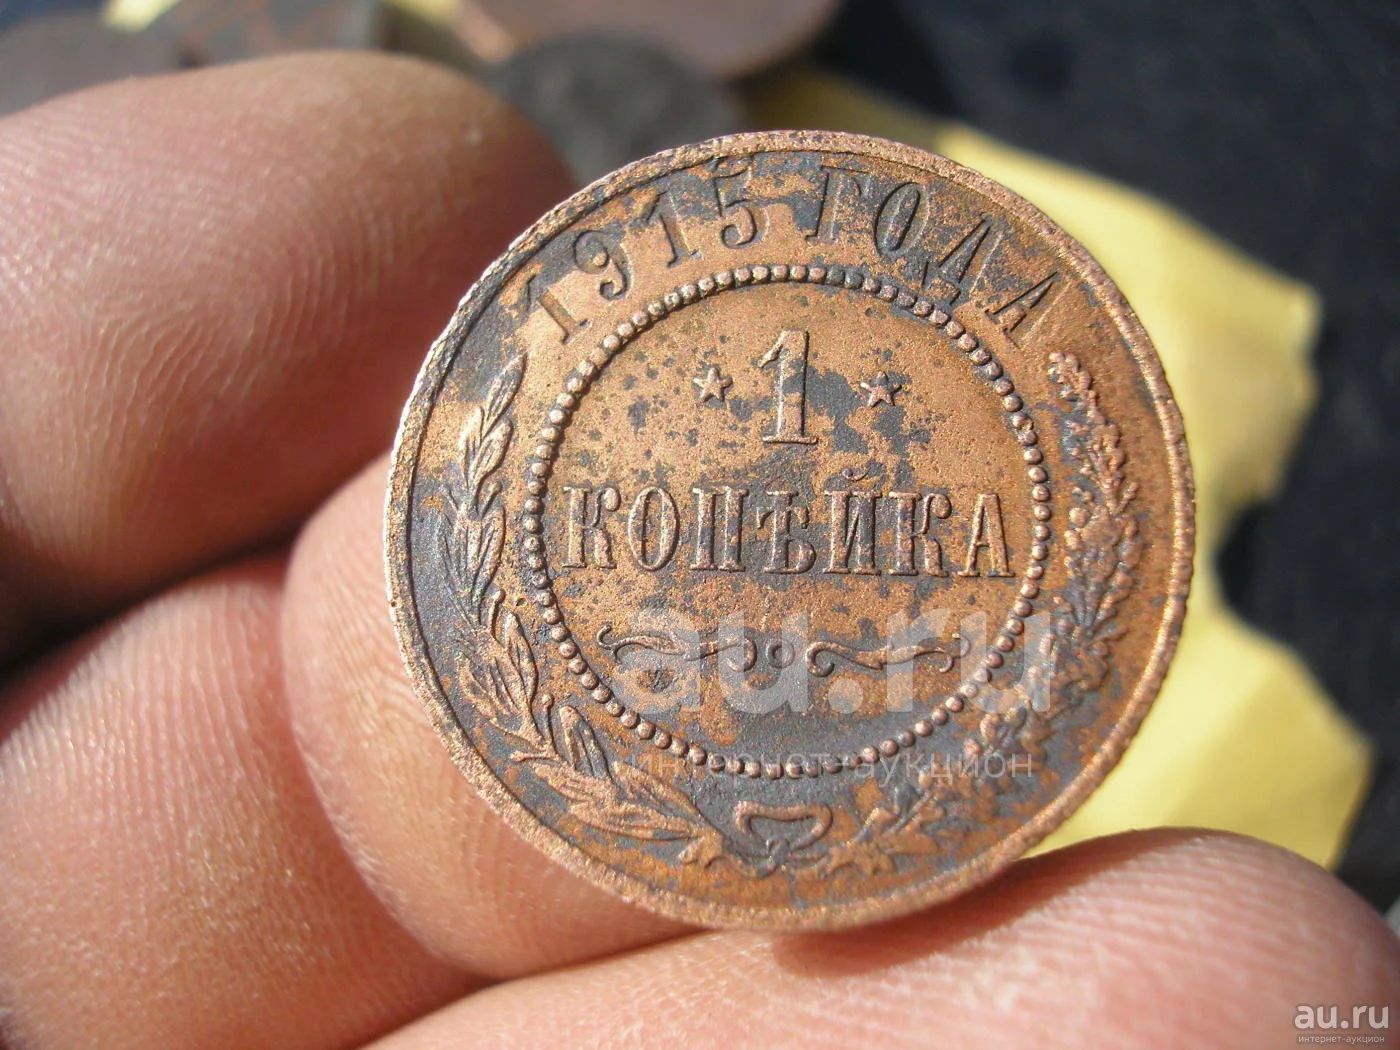 1915 ГОДА
1
КОПѢЙКА
au.ru
интернет-аукцион
au.ru
интернет-аукцион